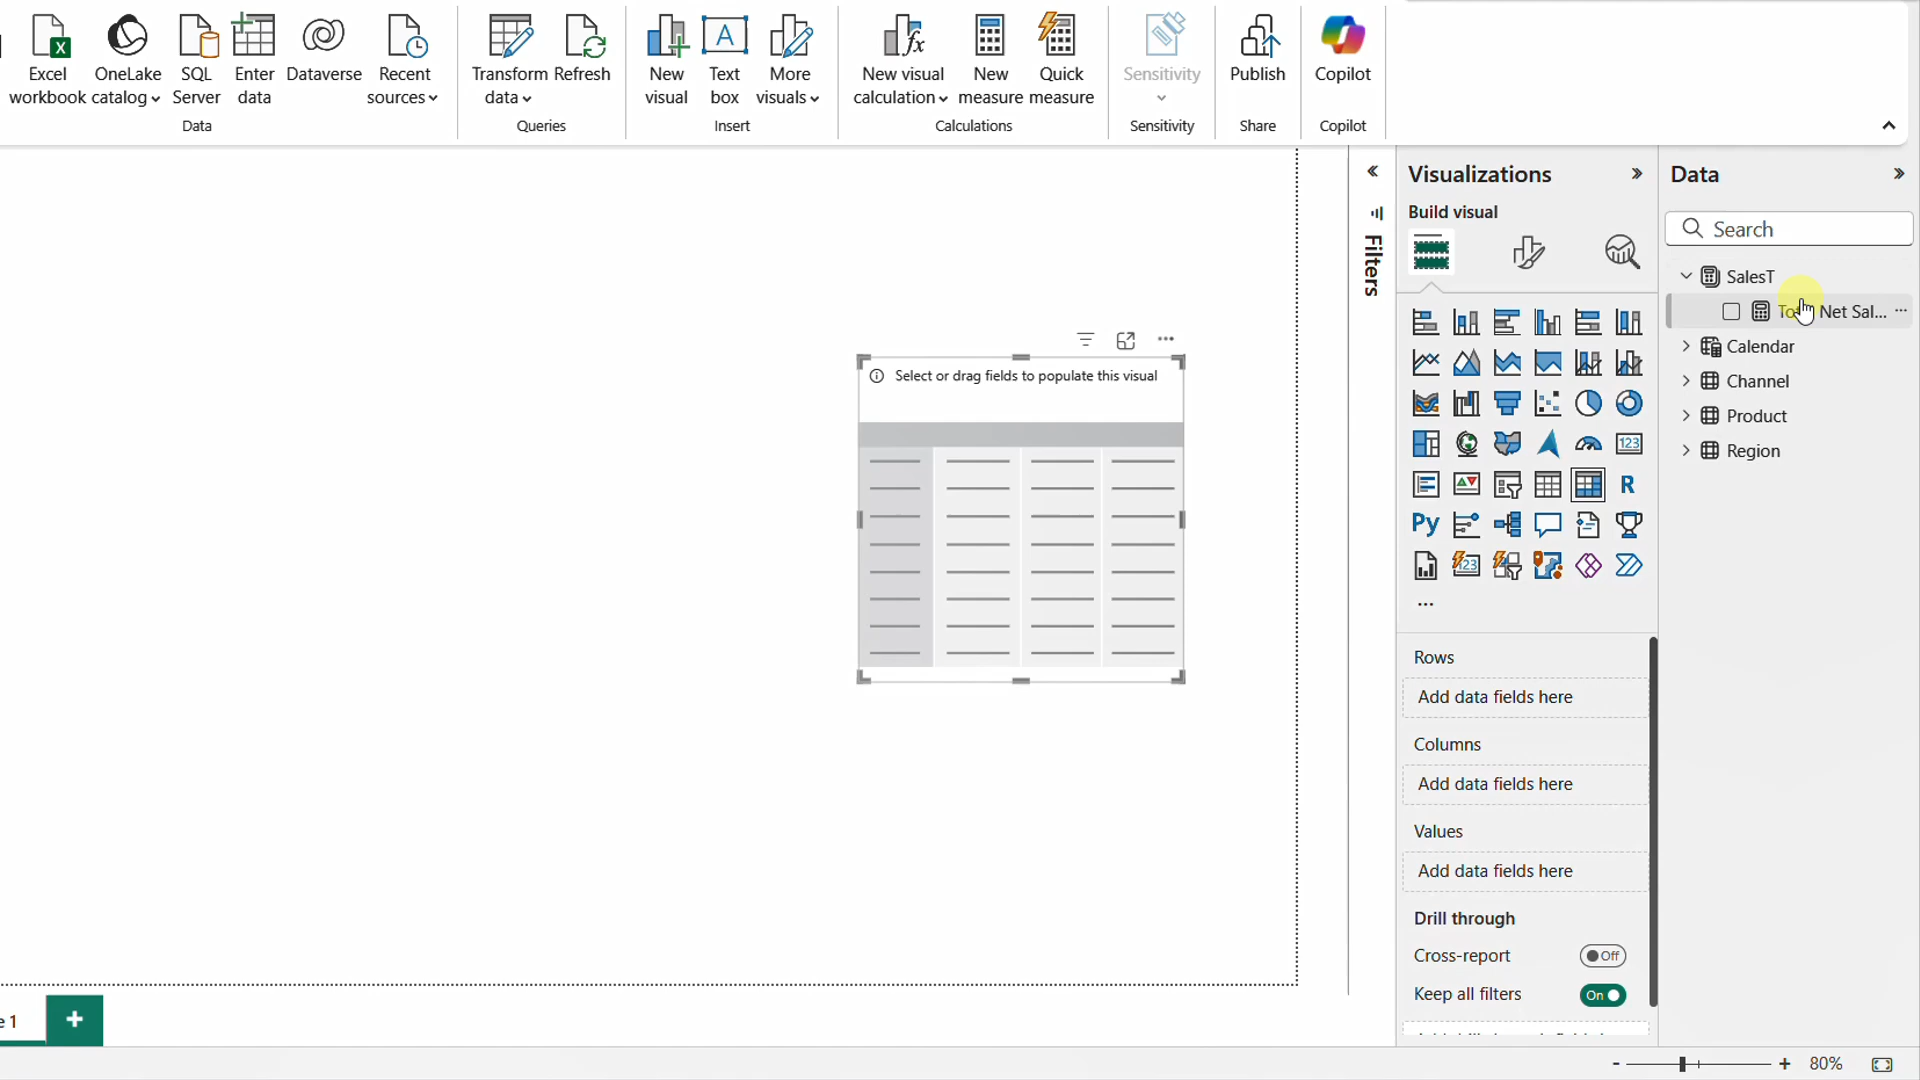 Excel workbook
OneLake catalog
SQL Server
Enter data
Dataverse
Recent sources
Transform data
Refresh
New visual
Text box
More visuals
New visual calculation
New measure
Quick measure
Sensitivity
Publish
Copilot
Data
Queries
Insert
Calculations
Sensitivity
Share
Copilot
Filters
Select or drag fields to populate this visual
Visualizations
Build visual
123
R
Py
123
Rows
Add data fields here
Columns
Add data fields here
Values
Add data fields here
Drill through
Cross-report
Off
Keep all filters
On
Data
Search
SalesT
Net Sal...
Calendar
Channel
Product
Region
1
80%